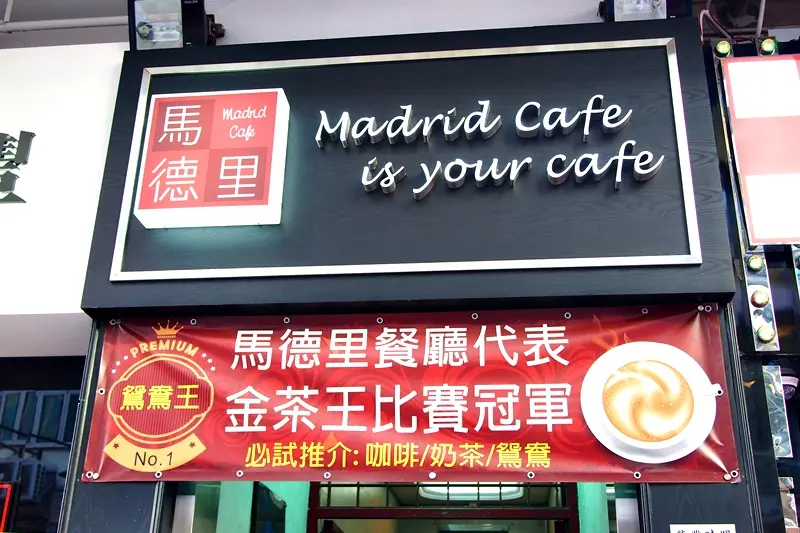 馬德里
Madrid
Cafe
Madrid Cafe
is your cafe
PREMIUM
鴛鴦王
No.1
馬德里餐廳代表
金茶王比賽冠軍
必試推介: 咖啡/奶茶/鴛鴦